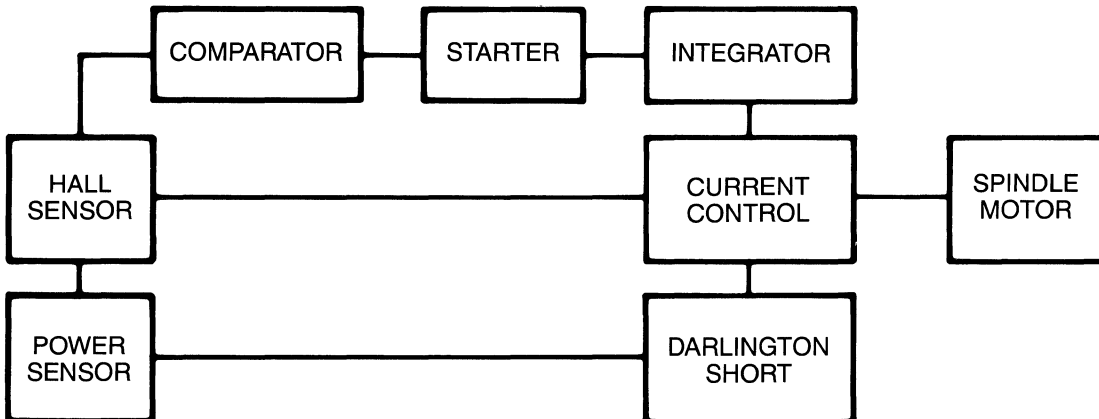 COMPARATOR
STARTER
INTEGRATOR
HALL
SENSOR
CURRENT
CONTROL
SPINDLE
MOTOR
POWER
SENSOR
DARLINGTON
SHORT